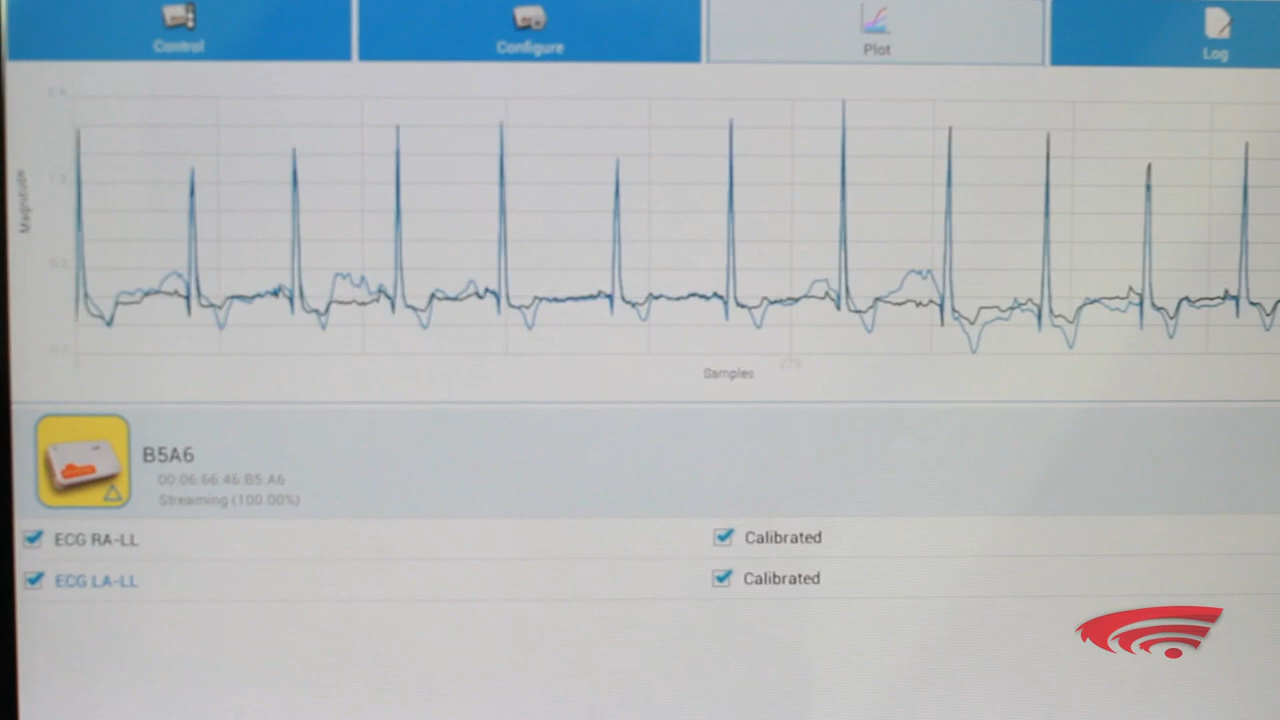 Control
Configure
Plot
Log
Magnitude
Samples
B5A6
00:06:66:46:B5:A6
Streaming (100.00%)
ECG RA-LL
Calibrated
ECG LA-LL
Calibrated